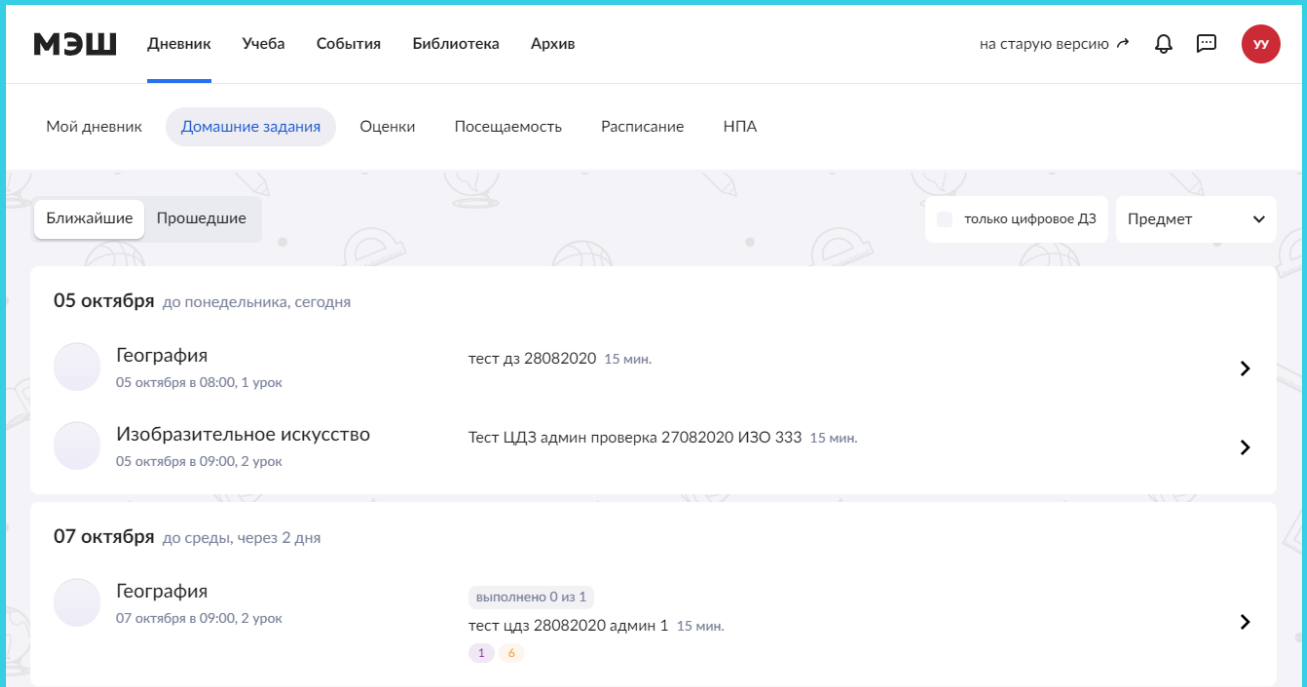 МЭШ Дневник Учеба События Библиотека Архив на старую версию УУ
Мой дневник Домашние задания Оценки Посещаемость Расписание НПА
Ближайшие Прошедшие только цифровое ДЗ Предмет
05 октября до понедельника, сегодня
География тест дз 28082020 15 мин.
05 октября в 08:00, 1 урок
Изобразительное искусство Тест ЦДЗ админ проверка 27082020 ИЗО 333 15 мин.
05 октября в 09:00, 2 урок
07 октября до среды, через 2 дня
География
07 октября в 09:00, 2 урок
выполнено 0 из 1
тест цдз 28082020 админ 1 15 мин.
1 6